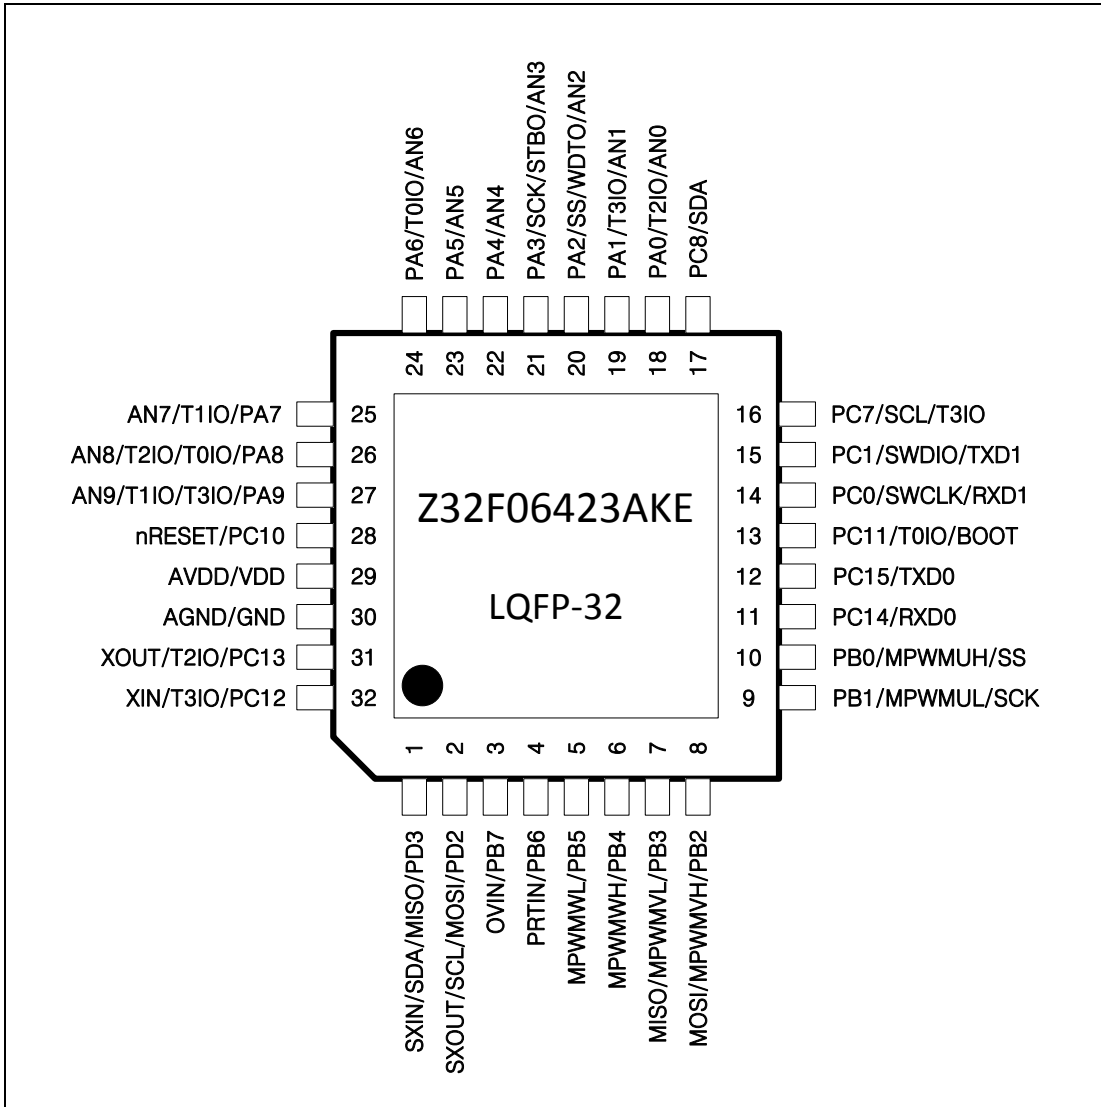 PA6/T0IO/AN6
PA5/AN5
PA4/AN4
PA3/SCK/STBO/AN3
PA2/SS/WDTO/AN2
PA1/T3IO/AN1
PA0/T2IO/AN0
PC8/SDA
24
23
22
21
20
19
18
17
AN7/T1IO/PA7 25
AN8/T2IO/T0IO/PA8 26
AN9/T1IO/T3IO/PA9 27
nRESET/PC10 28
AVDD/VDD 29
AGND/GND 30
XOUT/T2IO/PC13 31
XIN/T3IO/PC12 32
Z32F06423AKE
LQFP-32
16 PC7/SCL/T3IO
15 PC1/SWDIO/TXD1
14 PC0/SWCLK/RXD1
13 PC11/T0IO/BOOT
12 PC15/TXD0
11 PC14/RXD0
10 PB0/MPWMUH/SS
9 PB1/MPWMUL/SCK
1
2
3
4
5
6
7
8
SXIN/SDA/MISO/PD3
SXOUT/SCL/MOSI/PD2
OVIN/PB7
PRTIN/PB6
MPWMWL/PB5
MPWMWH/PB4
MISO/MPWMVL/PB3
MOSI/MPWMVH/PB2